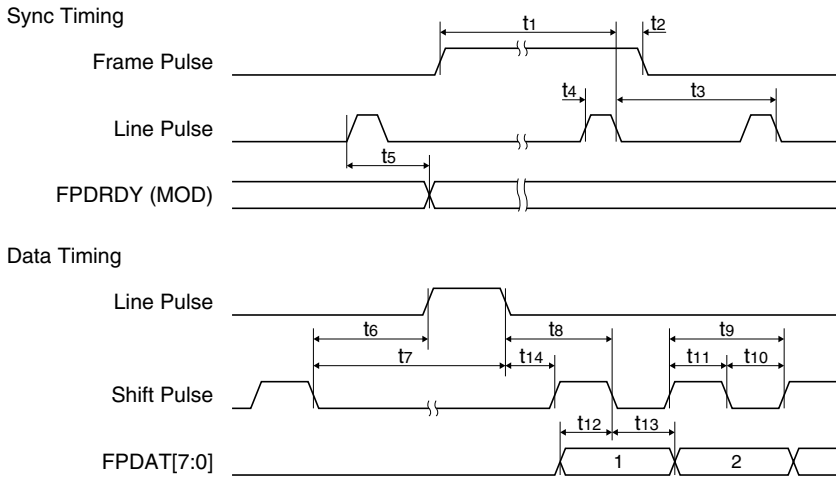 Sync Timing
t1 t2
Frame Pulse
t4 t3
Line Pulse
t5
FPDRDY (MOD)
Data Timing
Line Pulse
t6 t8 t9
t7 t14 t11 t10
Shift Pulse
t12 t13
FPDAT[7:0] 1 2